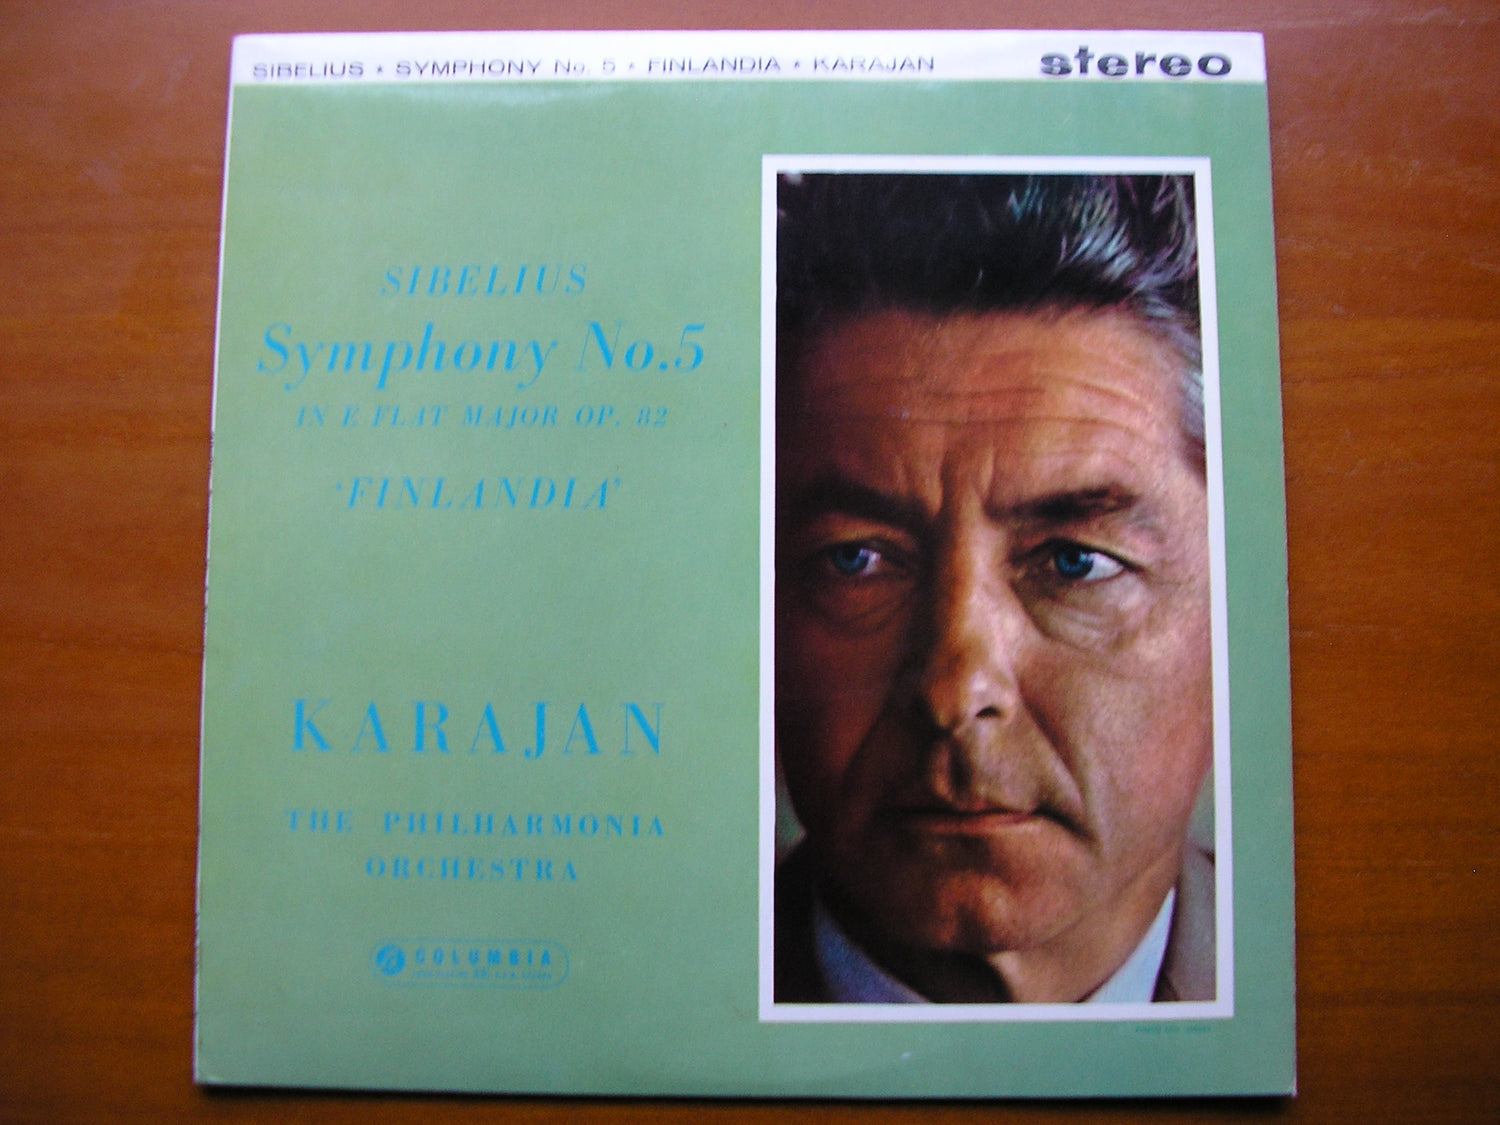 SIBELIUS ★ SYMPHONY No. 5 ★ FINLANDIA ★ KARAJAN
stereo
SIBELIUS
Symphony No.5
IN E FLAT MAJOR OP. 82
'FINLANDIA'
KARAJAN
THE PHILHARMONIA
ORCHESTRA
COLUMBIA